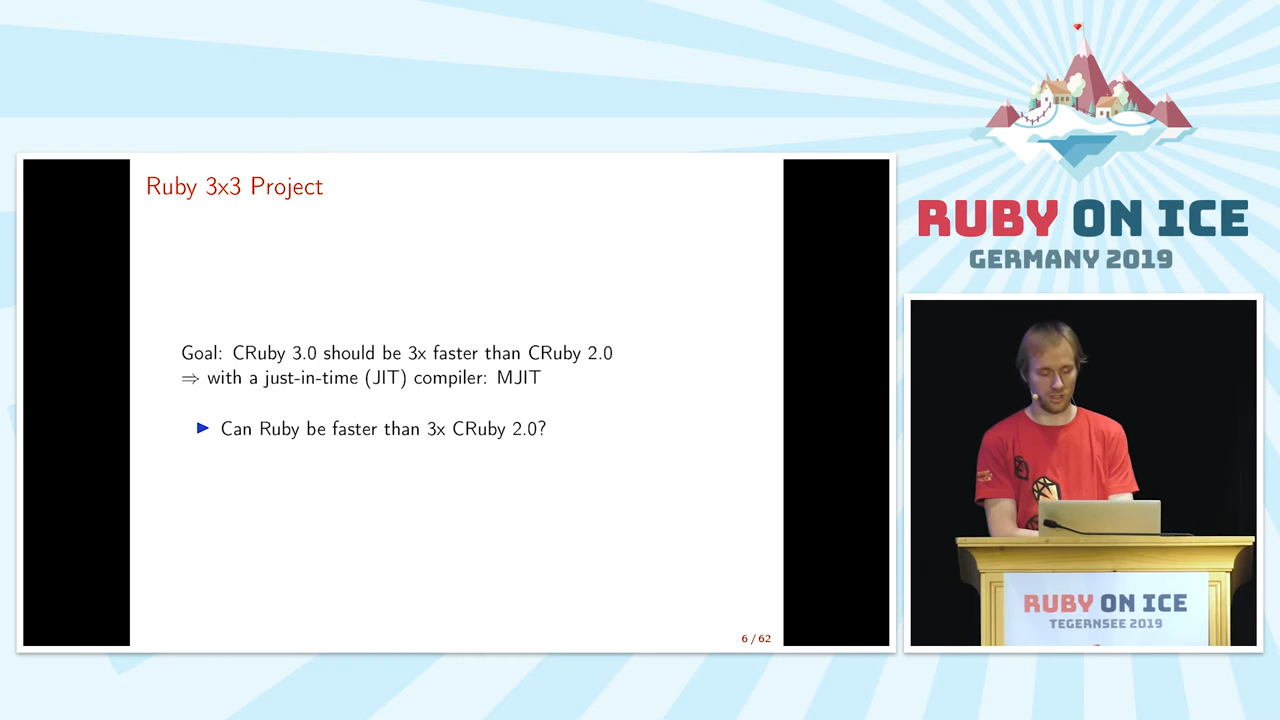 RUBY ON ICE
GERMANY 2019
Ruby 3x3 Project
Goal: CRuby 3.0 should be 3x faster than CRuby 2.0
⇒ with a just-in-time (JIT) compiler: MJIT
▶ Can Ruby be faster than 3x CRuby 2.0?
6 / 62
RUBY ON ICE
TEGERNSEE 2019